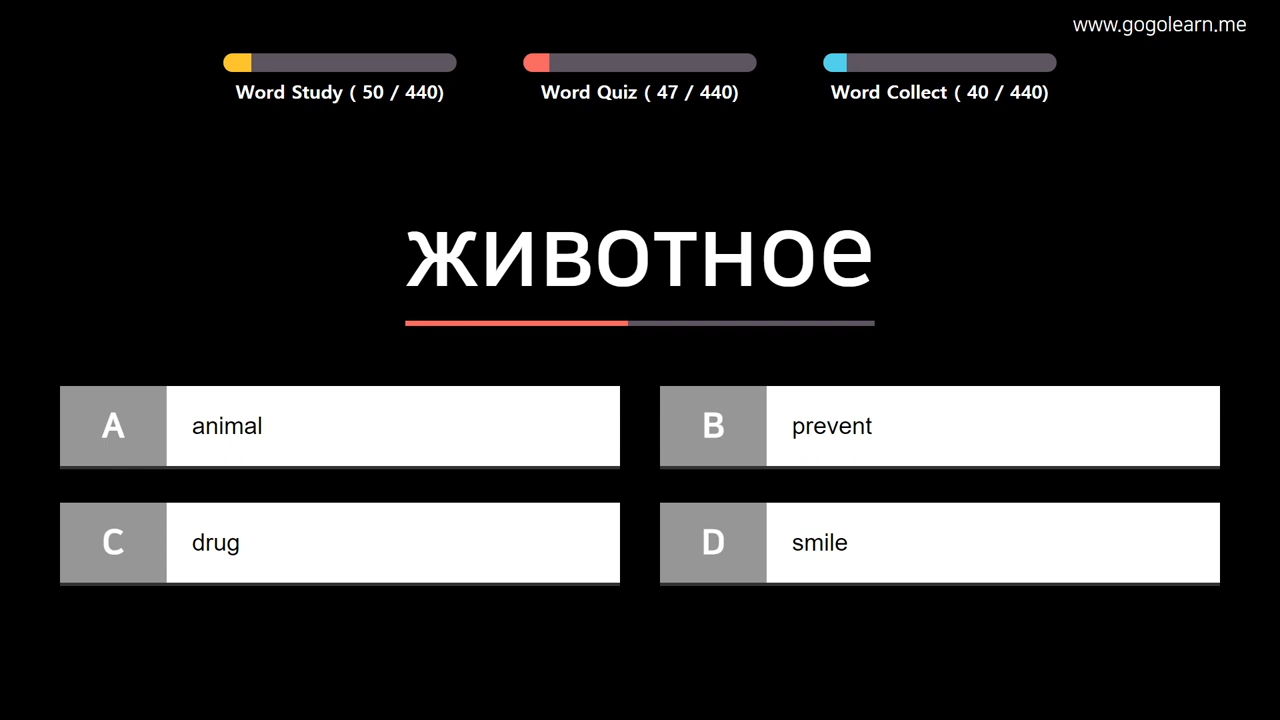 www.gogolearn.me
Word Study ( 50 / 440)
Word Quiz ( 47 / 440)
Word Collect ( 40 / 440)
животное
A animal
B prevent
C drug
D smile